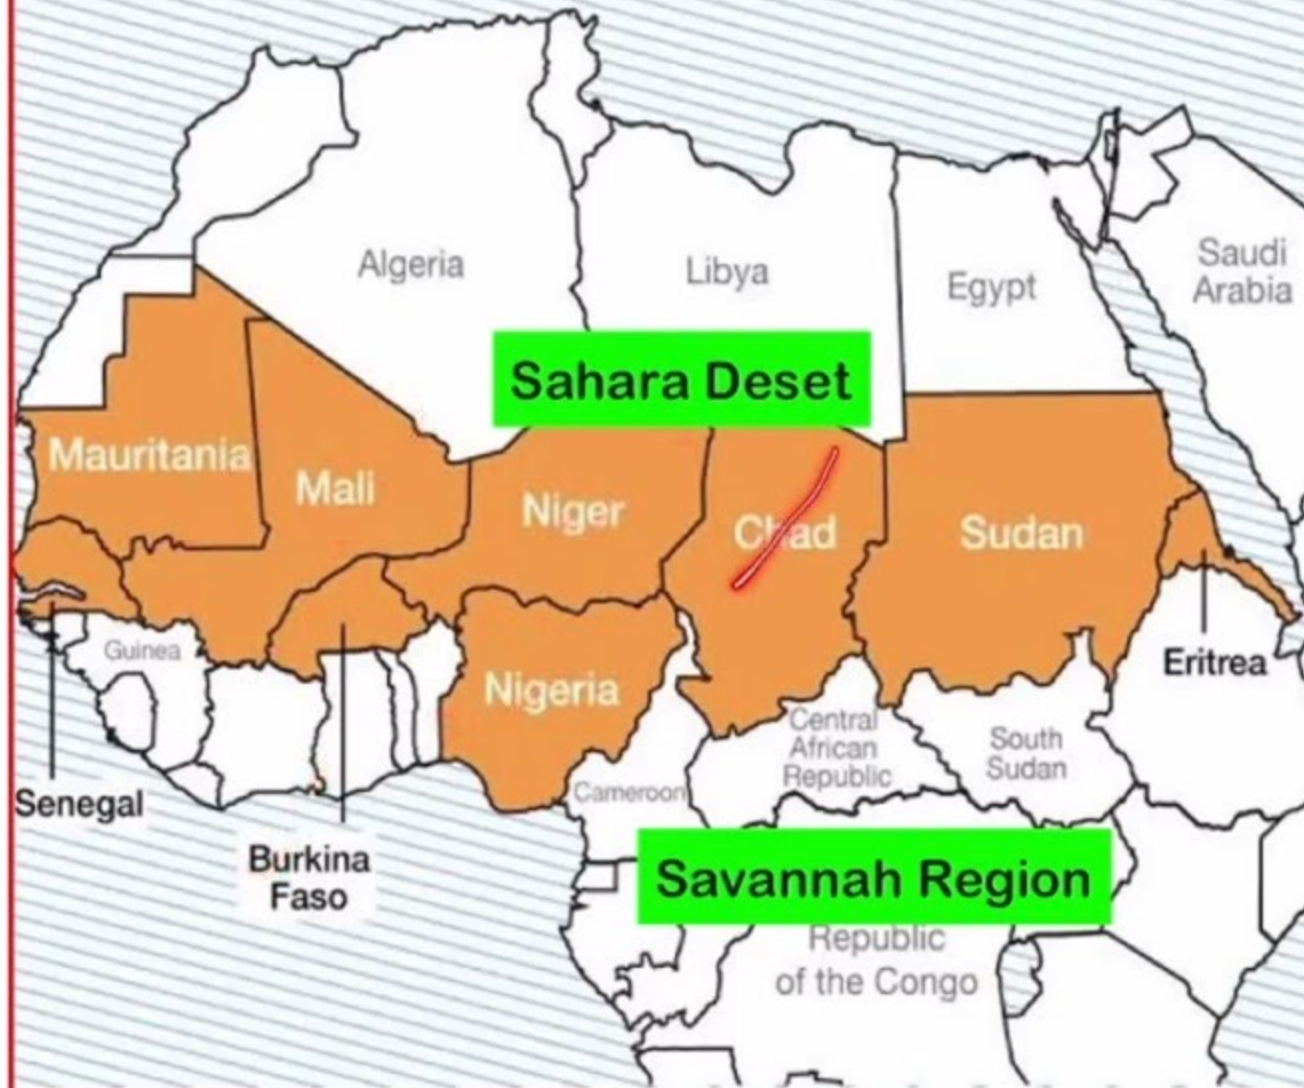 Algeria
Libya
Egypt
Saudi
Arabia
Sahara Deset
Mauritania
Mali
Niger
Chad
Sudan
Eritrea
Guinea
Nigeria
Central
African
Republic
South
Sudan
Cameroon
Senegal
Burkina
Faso
Savannah Region
Republic
of the Congo